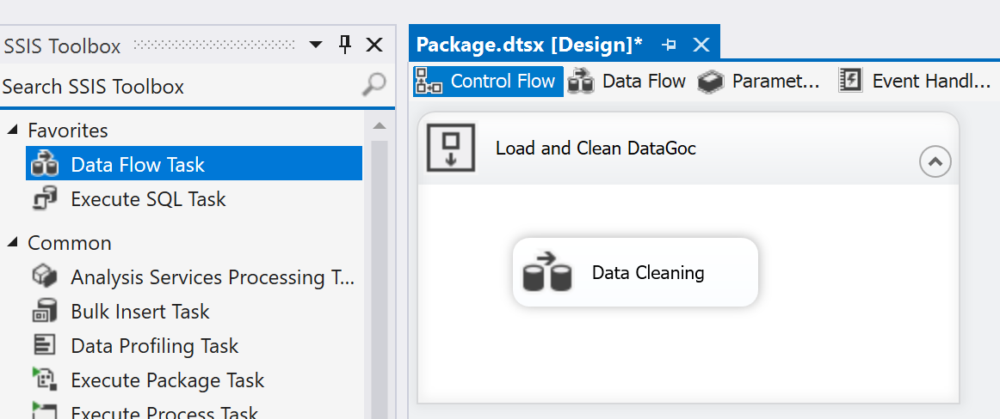 SSIS Toolbox
Search SSIS Toolbox
Favorites
Data Flow Task
Execute SQL Task
Common
Analysis Services Processing T...
Bulk Insert Task
Data Profiling Task
Execute Package Task
Execute Process Task
Package.dtsx [Design]*
Control Flow
Data Flow
Paramet...
Event Handl...
Load and Clean DataGoc
Data Cleaning